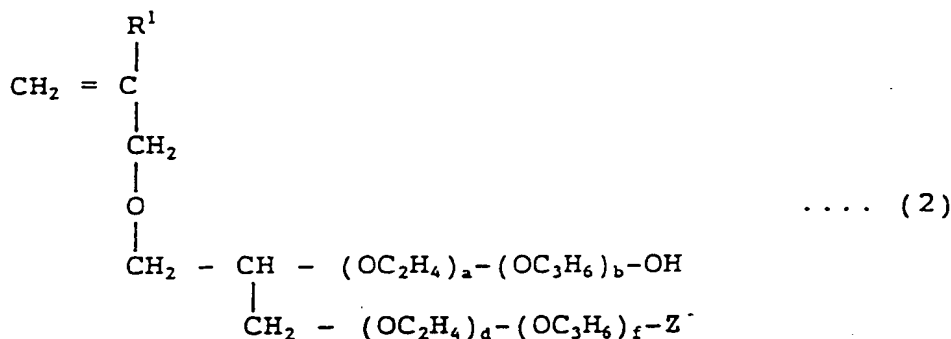 R¹
CH₂ = C
CH₂
O
.... (2)
CH₂ - CH - (OC₂H₄)ₐ-(OC₃H₆)b-OH
CH₂ - (OC₂H₄)d-(OC₃H₆)f-Z